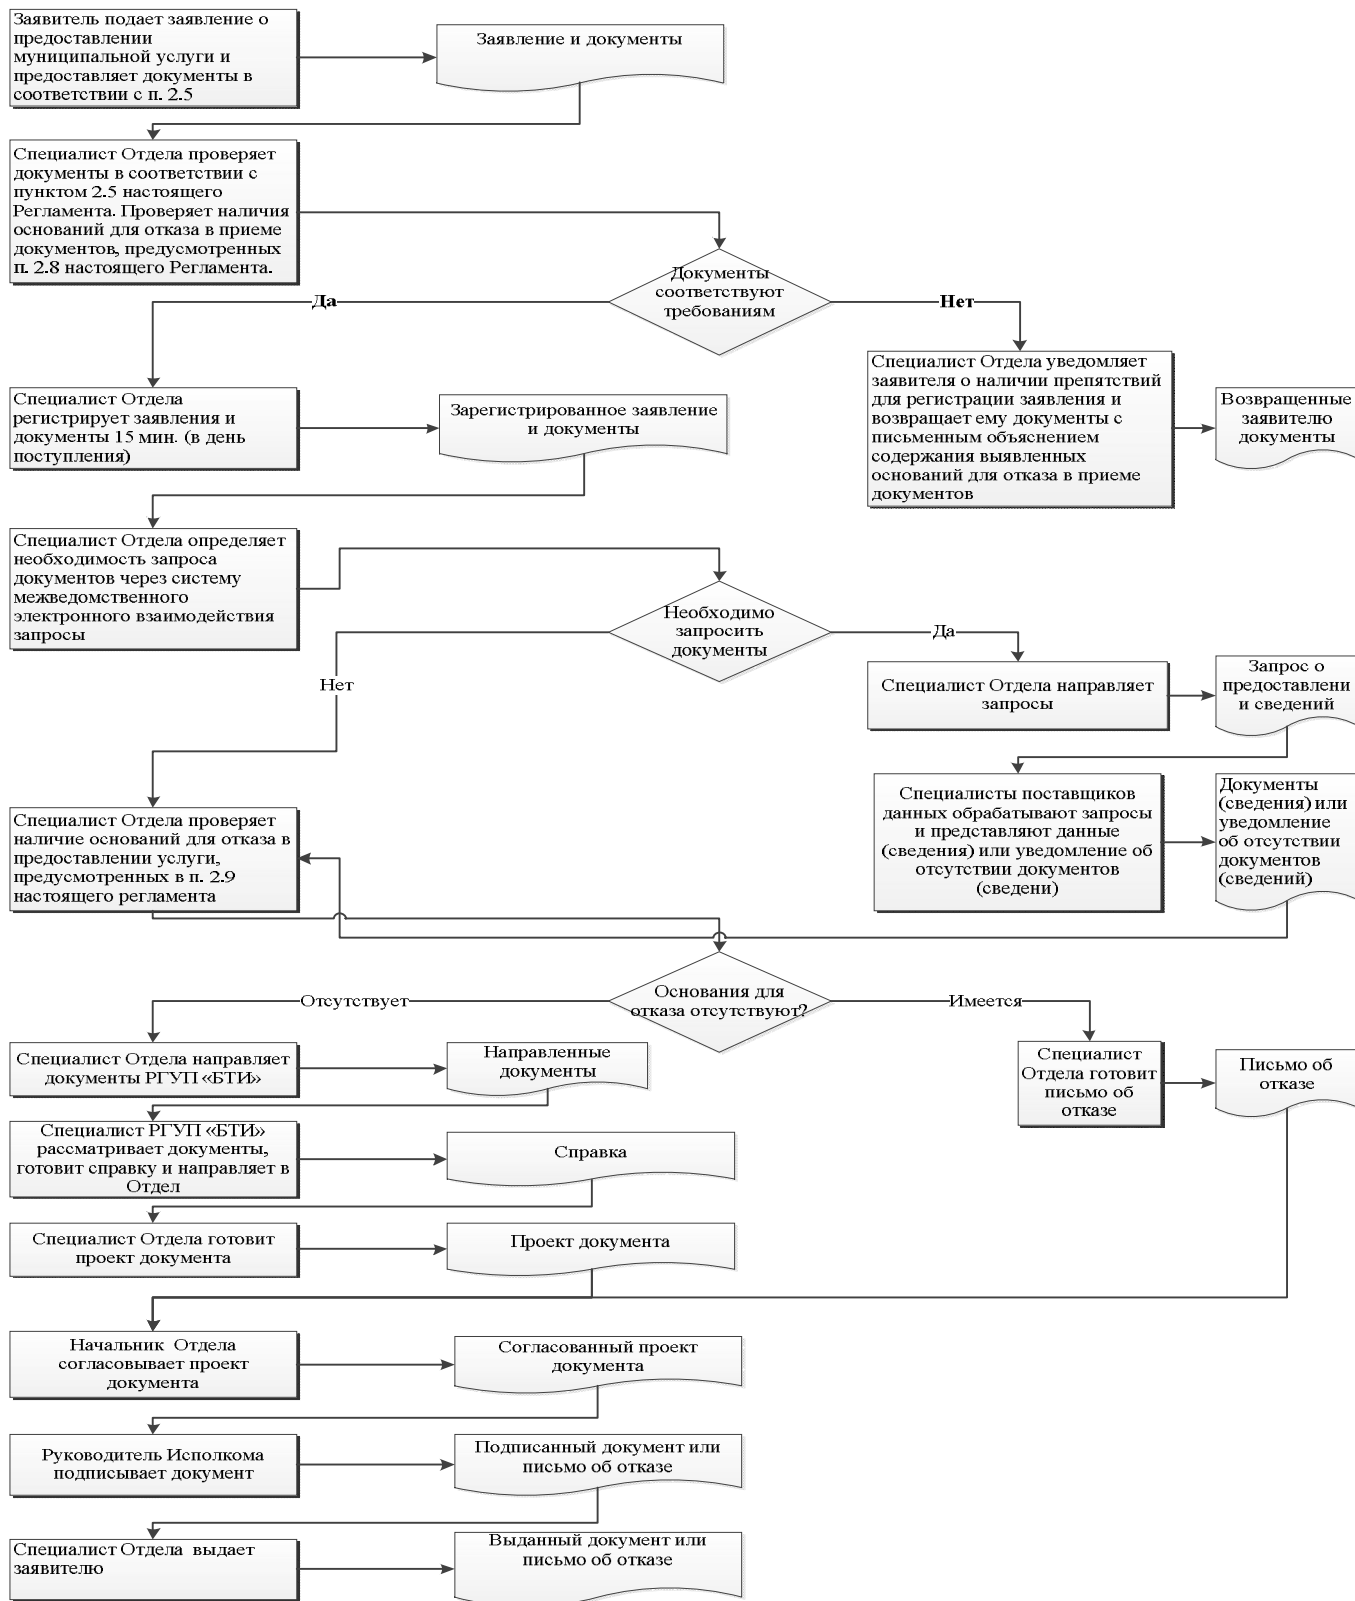 Заявитель подает заявление о
предоставлении
муниципальной услуги и
предоставляет документы в
соответствии с п. 2.5
Заявление и документы
Специалист Отдела проверяет
документы в соответствии с
пунктом 2.5 настоящего
Регламента. Проверяет наличия
оснований для отказа в приеме
документов, предусмотренных
п. 2.8 настоящего Регламента.
Документы
соответствуют
требованиям
Да
Нет
Специалист Отдела уведомляет
заявителя о наличии препятствий
для регистрации заявления и
возвращает ему документы с
письменным объяснением
содержания выявленных
оснований для отказа в приеме
документов
Возвращенные
заявителю
документы
Специалист Отдела
регистрирует заявления и
документы 15 мин. (в день
поступления)
Зарегистрированное заявление
и документы
Специалист Отдела определяет
необходимость запроса
документов через систему
межведомственного
электронного взаимодействия
запросы
Необходимо
запросить
документы
Да
Нет
Специалист Отдела направляет
запросы
Запрос о
предоставлени
и сведений
Специалисты поставщиков
данных обрабатывают запросы
и представляют данные
(сведения) или уведомление об
отсутствии документов
(сведени)
Документы
(сведения) или
уведомление
об отсутствии
документов
(сведений)
Специалист Отдела проверяет
наличие оснований для отказа в
предоставлении услуги,
предусмотренных в п. 2.9
настоящего регламента
Основания для
отказа отсутствуют?
Отсутствует
Имеется
Специалист Отдела направляет
документы РГУП «БТИ»
Направленные
документы
Специалист
Отдела готовит
письмо об
отказе
Письмо об
отказе
Специалист РГУП «БТИ»
рассматривает документы,
готовит справку и направляет в
Отдел
Справка
Специалист Отдела готовит
проект документа
Проект документа
Начальник  Отдела
согласовывает проект
документа
Согласованный проект
документа
Руководитель Исполкома
подписывает документ
Подписанный документ или
письмо об отказе
Специалист Отдела  выдает
заявителю
Выданный документ или
письмо об отказе